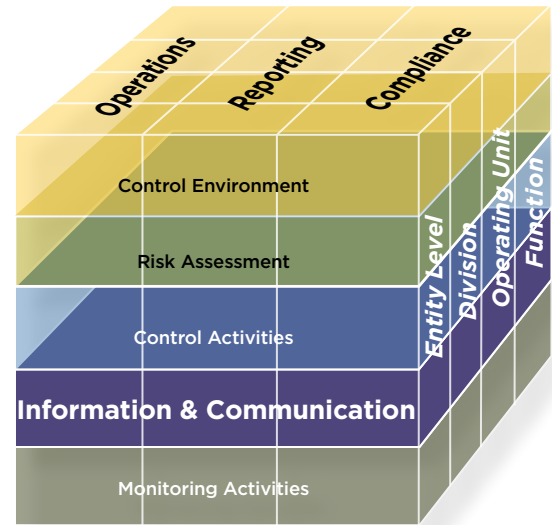 Operations
Reporting
Compliance
Control Environment
Risk Assessment
Control Activities
Information & Communication
Monitoring Activities
Entity Level
Division
Operating Unit
Function